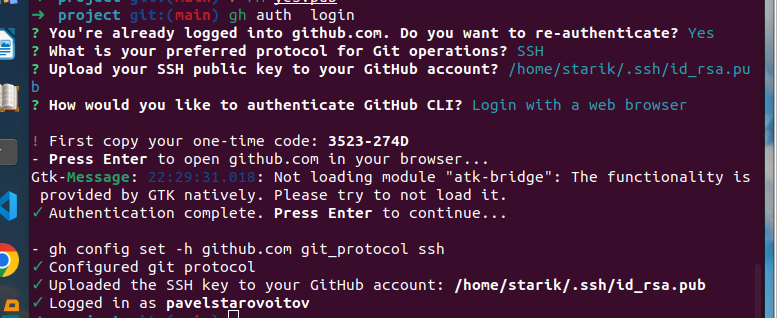 ➜ project git:(main) gh auth  login
? You're already logged into github.com. Do you want to re-authenticate? Yes
? What is your preferred protocol for Git operations? SSH
? Upload your SSH public key to your GitHub account? /home/starik/.ssh/id_rsa.pu
b
? How would you like to authenticate GitHub CLI? Login with a web browser

! First copy your one-time code: 3523-274D
- Press Enter to open github.com in your browser...
Gtk-Message: 22:29:31.018: Not loading module "atk-bridge": The functionality is
 provided by GTK natively. Please try to not load it.
✓ Authentication complete. Press Enter to continue...

- gh config set -h github.com git_protocol ssh
✓ Configured git protocol
✓ Uploaded the SSH key to your GitHub account: /home/starik/.ssh/id_rsa.pub
✓ Logged in as pavelstarovoitov